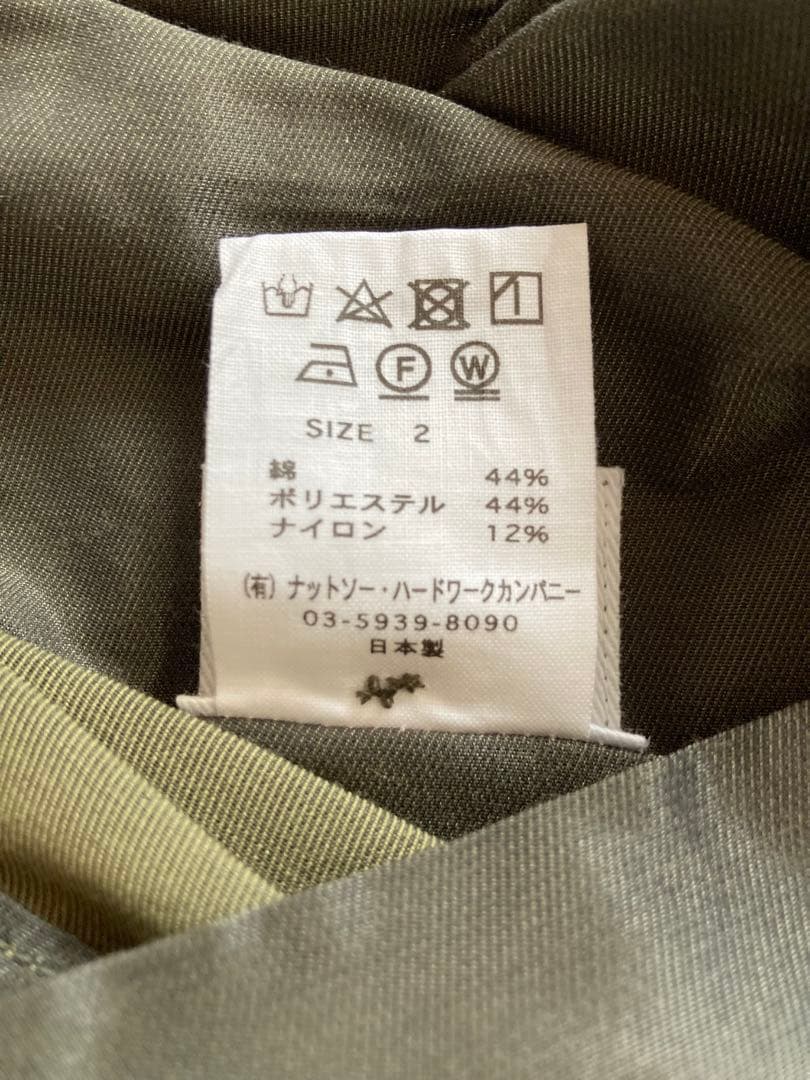 F W
SIZE 2
綿 44%
ポリエステル 44%
ナイロン 12%
(有) ナットソー・ハードワークカンパニー
03-5939-8090
日本製